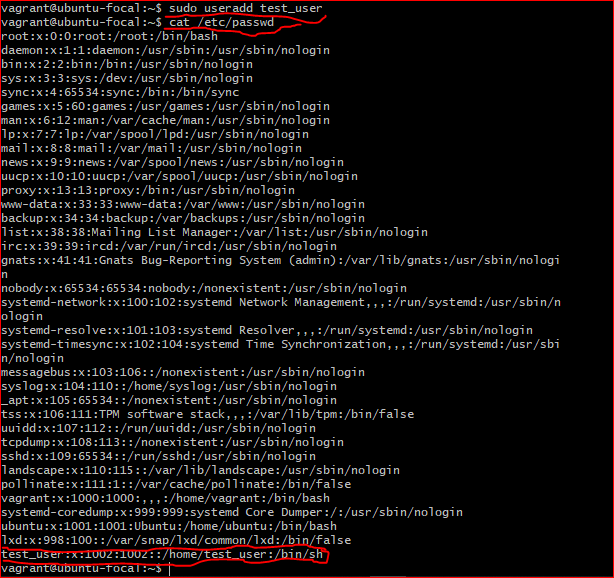 vagrant@ubuntu-focal:~$ sudo useradd test_user
vagrant@ubuntu-focal:~$ cat /etc/passwd
root:x:0:0:root:/root:/bin/bash
daemon:x:1:1:daemon:/usr/sbin:/usr/sbin/nologin
bin:x:2:2:bin:/bin:/usr/sbin/nologin
sys:x:3:3:sys:/dev:/usr/sbin/nologin
sync:x:4:65534:sync:/bin:/bin/sync
games:x:5:60:games:/usr/games:/usr/sbin/nologin
man:x:6:12:man:/var/cache/man:/usr/sbin/nologin
lp:x:7:7:lp:/var/spool/lpd:/usr/sbin/nologin
mail:x:8:8:mail:/var/mail:/usr/sbin/nologin
news:x:9:9:news:/var/spool/news:/usr/sbin/nologin
uucp:x:10:10:uucp:/var/spool/uucp:/usr/sbin/nologin
proxy:x:13:13:proxy:/bin:/usr/sbin/nologin
www-data:x:33:33:www-data:/var/www:/usr/sbin/nologin
backup:x:34:34:backup:/var/backups:/usr/sbin/nologin
list:x:38:38:Mailing List Manager:/var/list:/usr/sbin/nologin
irc:x:39:39:ircd:/var/run/ircd:/usr/sbin/nologin
gnats:x:41:41:Gnats Bug-Reporting System (admin):/var/lib/gnats:/usr/sbin/nologi
n
nobody:x:65534:65534:nobody:/nonexistent:/usr/sbin/nologin
systemd-network:x:100:102:systemd Network Management,,,:/run/systemd:/usr/sbin/n
ologin
systemd-resolve:x:101:103:systemd Resolver,,,:/run/systemd:/usr/sbin/nologin
systemd-timesync:x:102:104:systemd Time Synchronization,,,:/run/systemd:/usr/sbi
n/nologin
messagebus:x:103:106::/nonexistent:/usr/sbin/nologin
syslog:x:104:110::/home/syslog:/usr/sbin/nologin
_apt:x:105:65534::/nonexistent:/usr/sbin/nologin
tss:x:106:111:TPM software stack,,,:/var/lib/tpm:/bin/false
uuidd:x:107:112::/run/uuidd:/usr/sbin/nologin
tcpdump:x:108:113::/nonexistent:/usr/sbin/nologin
sshd:x:109:65534::/run/sshd:/usr/sbin/nologin
landscape:x:110:115::/var/lib/landscape:/usr/sbin/nologin
pollinate:x:111:1::/var/cache/pollinate:/bin/false
vagrant:x:1000:1000:,,,:/home/vagrant:/bin/bash
systemd-coredump:x:999:999:systemd Core Dumper:/:/usr/sbin/nologin
ubuntu:x:1001:1001:Ubuntu:/home/ubuntu:/bin/bash
lxd:x:998:100::/var/snap/lxd/common/lxd:/bin/false
test_user:x:1002:1002::/home/test_user:/bin/sh
vagrant@ubuntu-focal:~$